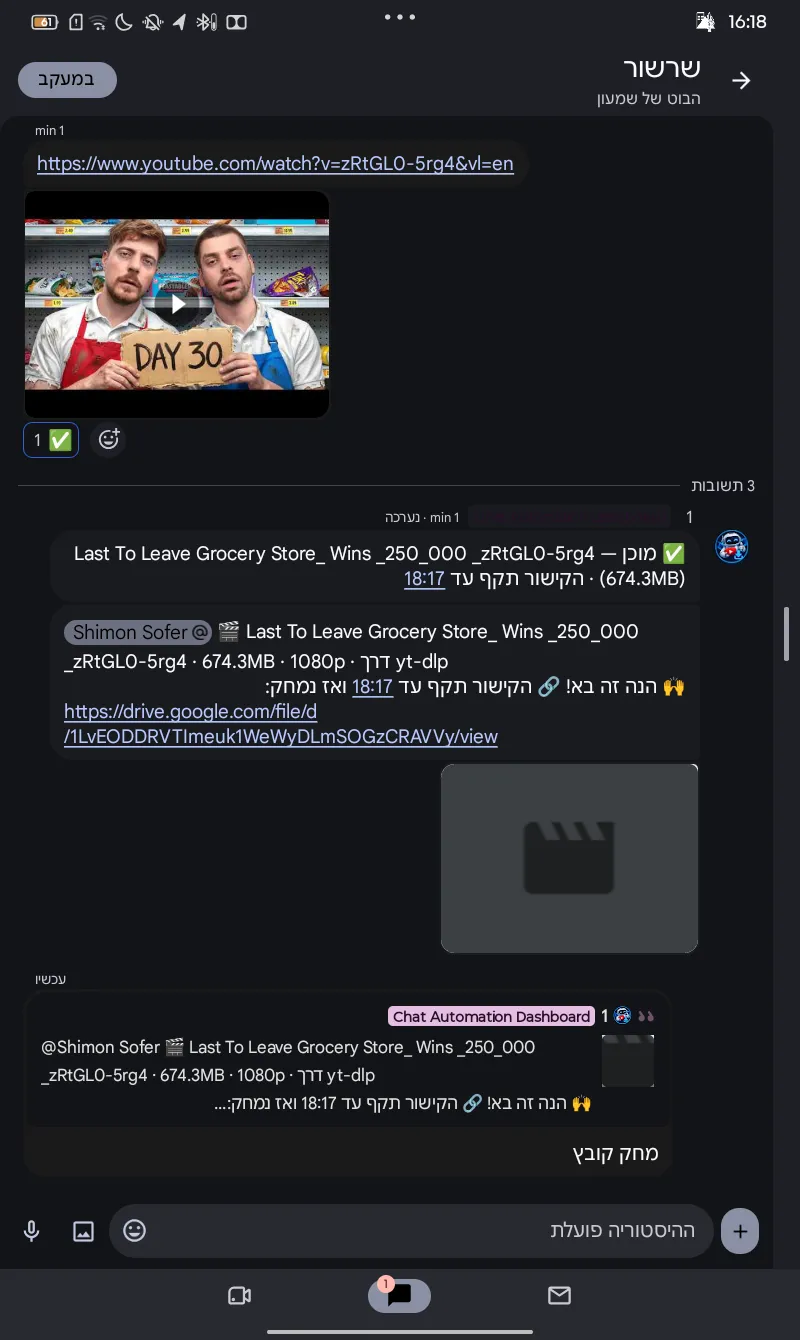 61
16:18
שרשור
הבוט של שמעון
במעקב
1 min
https://www.youtube.com/watch?v=zRtGL0-5rg4&vl=en
DAY 30
✅ 1
3 תשובות
1
1 min · נערכה
✅ מוכן — Last To Leave Grocery Store_ Wins _250_000 _zRtGL0-5rg4
(674.3MB) · הקישור תקף עד 18:17
@Shimon Sofer 🎬 Last To Leave Grocery Store_ Wins _250_000
_zRtGL0-5rg4 · 674.3MB · 1080p · דרך yt-dlp
🙌 הנה זה בא! 🔗 הקישור תקף עד 18:17 ואז נמחק:
https://drive.google.com/file/d
/1LvEODDRVTImeuk1WeWyDLmSOGzCRAVVy/view
עכשיו
1 Chat Automation Dashboard
@Shimon Sofer 🎬 Last To Leave Grocery Store_ Wins _250_000
_zRtGL0-5rg4 · 674.3MB · 1080p · דרך yt-dlp
🙌 הנה זה בא! 🔗 הקישור תקף עד 18:17 ואז נמחק:...
מחק קובץ
ההיסטוריה פועלת
1